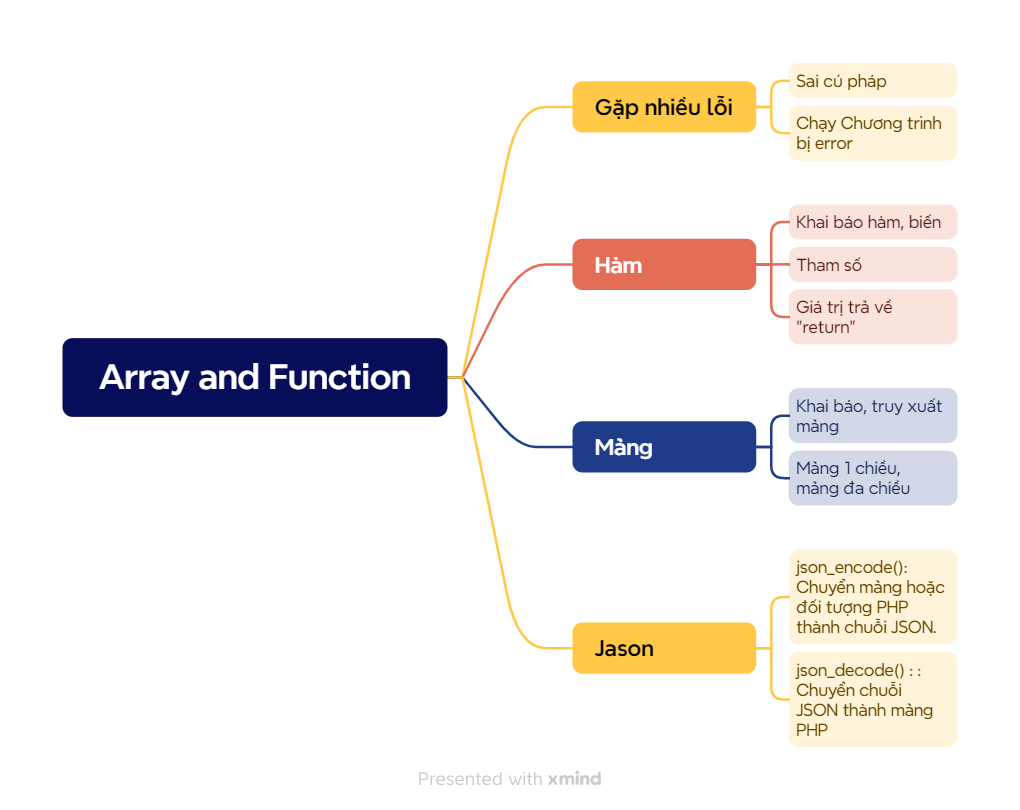 Array and Function
Gặp nhiều lỗi
Sai cú pháp
Chạy Chương trình
bị error
Hàm
Khai báo hàm, biến
Tham số
Giá trị trả về
"return"
Mảng
Khai báo, truy xuất
mảng
Mảng 1 chiều,
mảng đa chiều
Jason
json_encode():
Chuyển mảng hoặc
đối tượng PHP
thành chuỗi JSON.
json_decode() : :
Chuyển chuỗi
JSON thành mảng
PHP
Presented with xmind